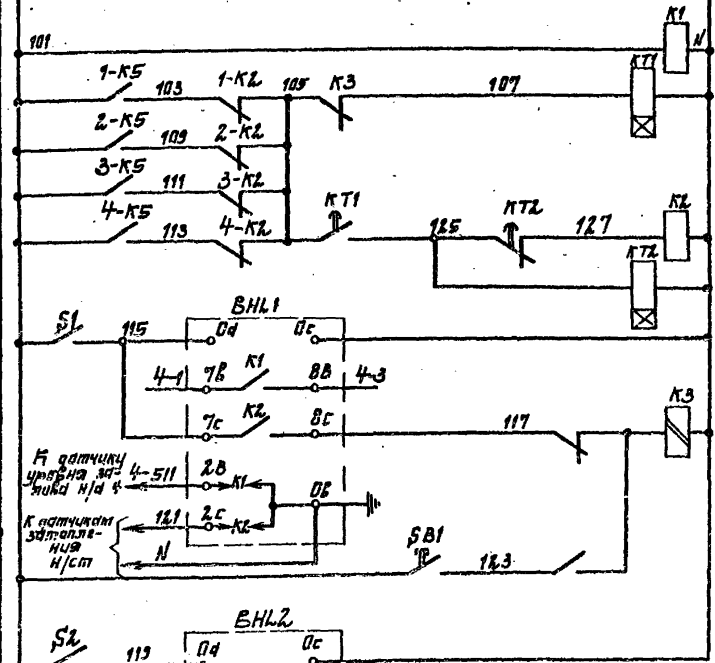 101
K1
N
1-K5
103
1-K2
105
K3
107
KT1
2-K5
109
2-K2
3-K5
111
3-K2
4-K5
113
4-K2
KT1
125
KT2
127
K2
KT2
BHL1
S1
115
0d
0c
4-1
7B
K1
8B
4-3
7c
K2
8c
117
K3
К датчику
уровня за-
лива н/д
4-511
2B
K1
0B
К датчикам
затопле-
ния
н/ст
121
2c
K2
N
SB1
123
BHL2
S2
119
0d
0c